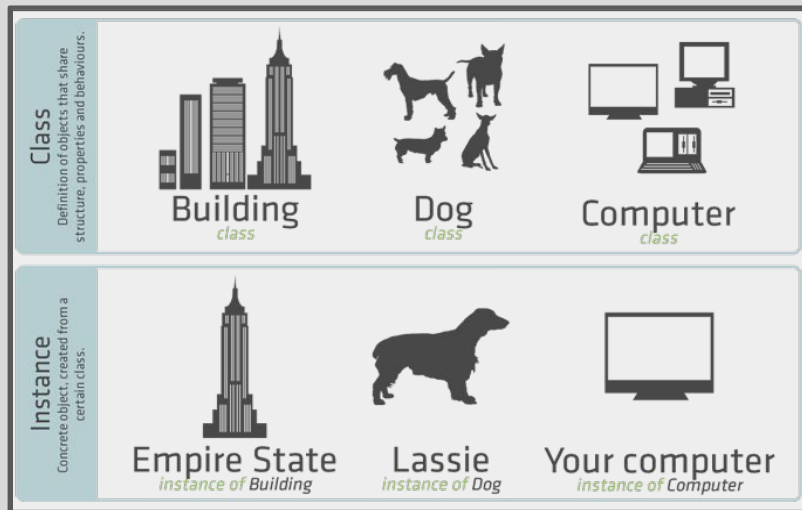 Class
Definition of objects that share
structure, properties and behaviours.
Building
class
Dog
class
Computer
class
Instance
Concrete object, created from a
certain class.
Empire State
instance of Building
Lassie
instance of Dog
Your computer
instance of Computer